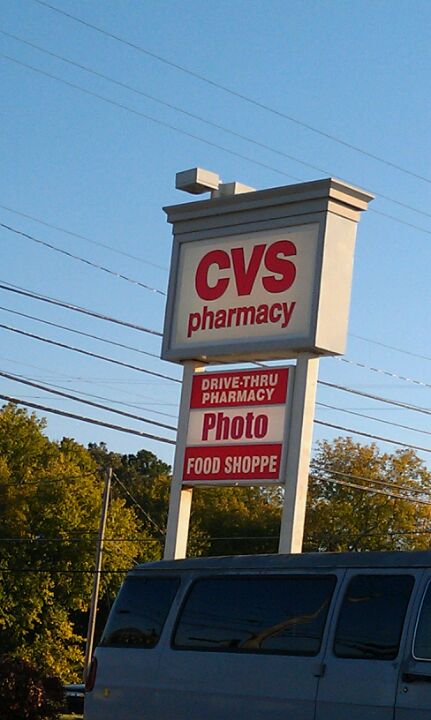 CVS
pharmacy
DRIVE-THRU
PHARMACY
Photo
FOOD SHOPPE